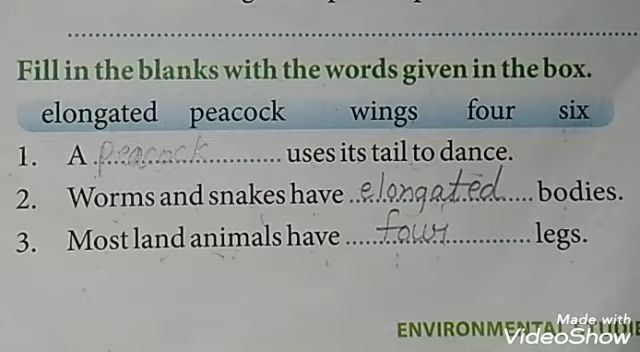 Fill in the blanks with the words given in the box.
elongated peacock wings four six
1. A peacock uses its tail to dance.
2. Worms and snakes have elongated bodies.
3. Most land animals have four legs.
ENVIRONMENTAL STUDIE
Made with
VideoShow